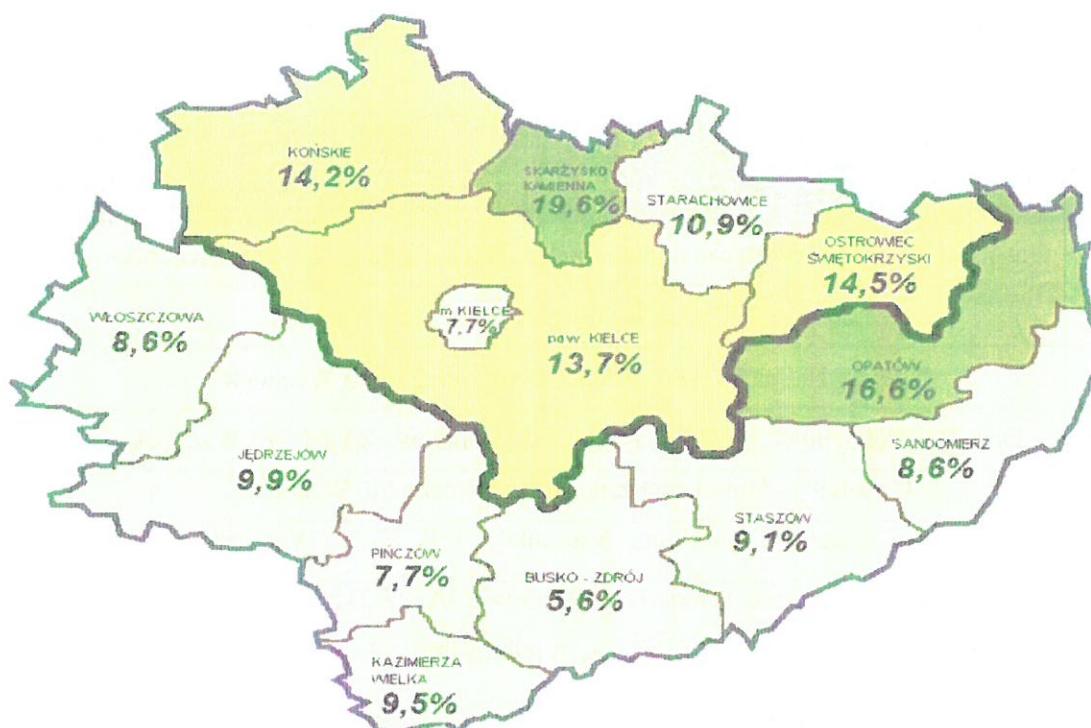 KOŃSKIE
14,2%
SKARŻYSKO
KAMIENNA
19,6%
STARACHOWICE
10,9%
OSTROWIEC
ŚWIĘTOKRZYSKI
14,5%
WŁOSZCZOWA
8,6%
m KIELCE
7.7%
pow. KIELCE
13,7%
OPATÓW
16,6%
SANDOMIERZ
8,6%
JĘDRZEJÓW
9,9%
STASZÓW
9,1%
PIŃCZÓW
7,7%
BUSKO - ZDRÓJ
5,6%
KAZIMIERZA
WIELKA
9,5%